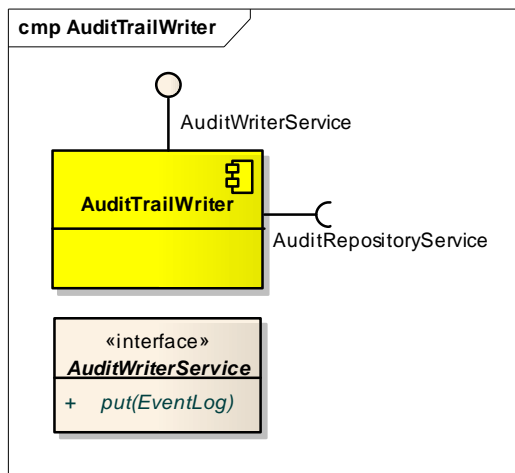 cmp AuditTrailWriter
AuditWriterService
AuditTrailWriter
AuditRepositoryService
«interface»
AuditWriterService
+ put(EventLog)